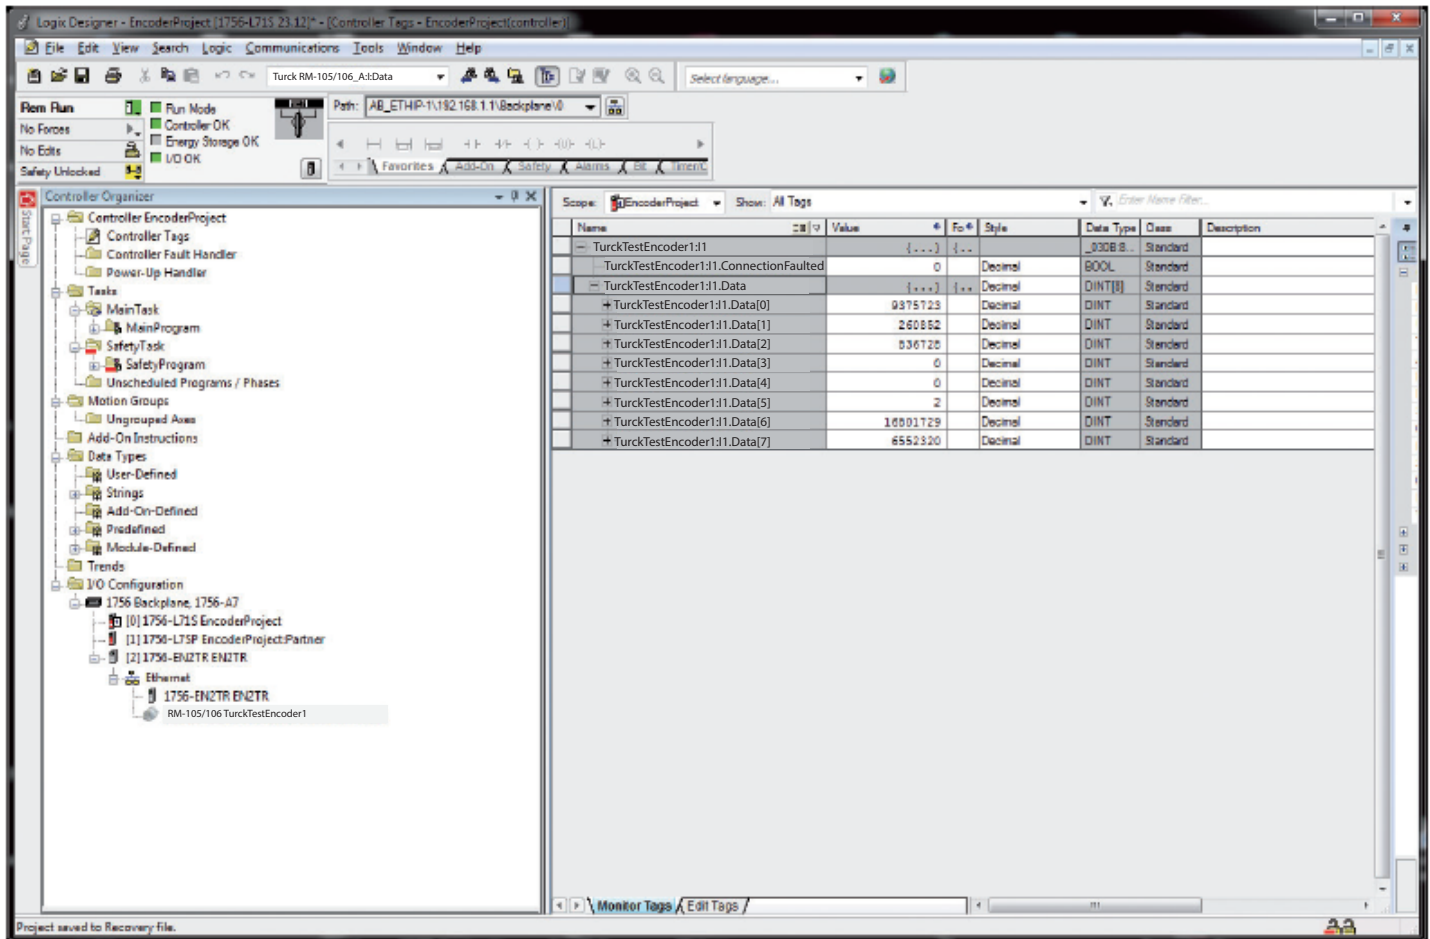 Logix Designer - EncoderProject [1756-L71S 23.12]* - [Controller Tags - EncoderProject(controller)]
File Edit View Search Logic Communications Tools Window Help
Turck RM-105/106_A:I:Data
Select language...
Rem Run
Run Mode
Path: AB_ETHIP-1\192.168.1.1\Backplane\0
No Forces
Controller OK
Energy Storage OK
No Edits
I/O OK
Safety Unlocked
Favorites Add-On Safety Alarms Bit
Start Page
Controller Organizer
Controller EncoderProject
Controller Tags
Controller Fault Handler
Power-Up Handler
Tasks
MainTask
MainProgram
SafetyTask
SafetyProgram
Unscheduled Programs / Phases
Motion Groups
Ungrouped Axes
Add-On Instructions
Data Types
User-Defined
Strings
Add-On-Defined
Predefined
Module-Defined
Trends
I/O Configuration
1756 Backplane, 1756-A7
[0] 1756-L71S EncoderProject
[1] 1756-L7SP EncoderProject:Partner
[2] 1756-EN2TR EN2TR
Ethernet
1756-EN2TR EN2TR
RM-105/106 TurckTestEncoder1
Scope: EncoderProject Show: All Tags Enter Name Filter...
Name Value Fo Style Data Type Class Description
TurckTestEncoder1:I1 {...} {.. Standard
TurckTestEncoder1:I1.ConnectionFaulted 0 Decimal BOOL Standard
TurckTestEncoder1:I1.Data {...} {.. Decimal DINT[8] Standard
TurckTestEncoder1:I1.Data[0] 9375723 Decimal DINT Standard
TurckTestEncoder1:I1.Data[1] 260852 Decimal DINT Standard
TurckTestEncoder1:I1.Data[2] Decimal DINT Standard
TurckTestEncoder1:I1.Data[3] 0 Decimal DINT Standard
TurckTestEncoder1:I1.Data[4] 0 Decimal DINT Standard
TurckTestEncoder1:I1.Data[5] 2 Decimal DINT Standard
TurckTestEncoder1:I1.Data[6] Decimal DINT Standard
TurckTestEncoder1:I1.Data[7] 6552320 Decimal DINT Standard
Monitor Tags Edit Tags
Project saved to Recovery file.